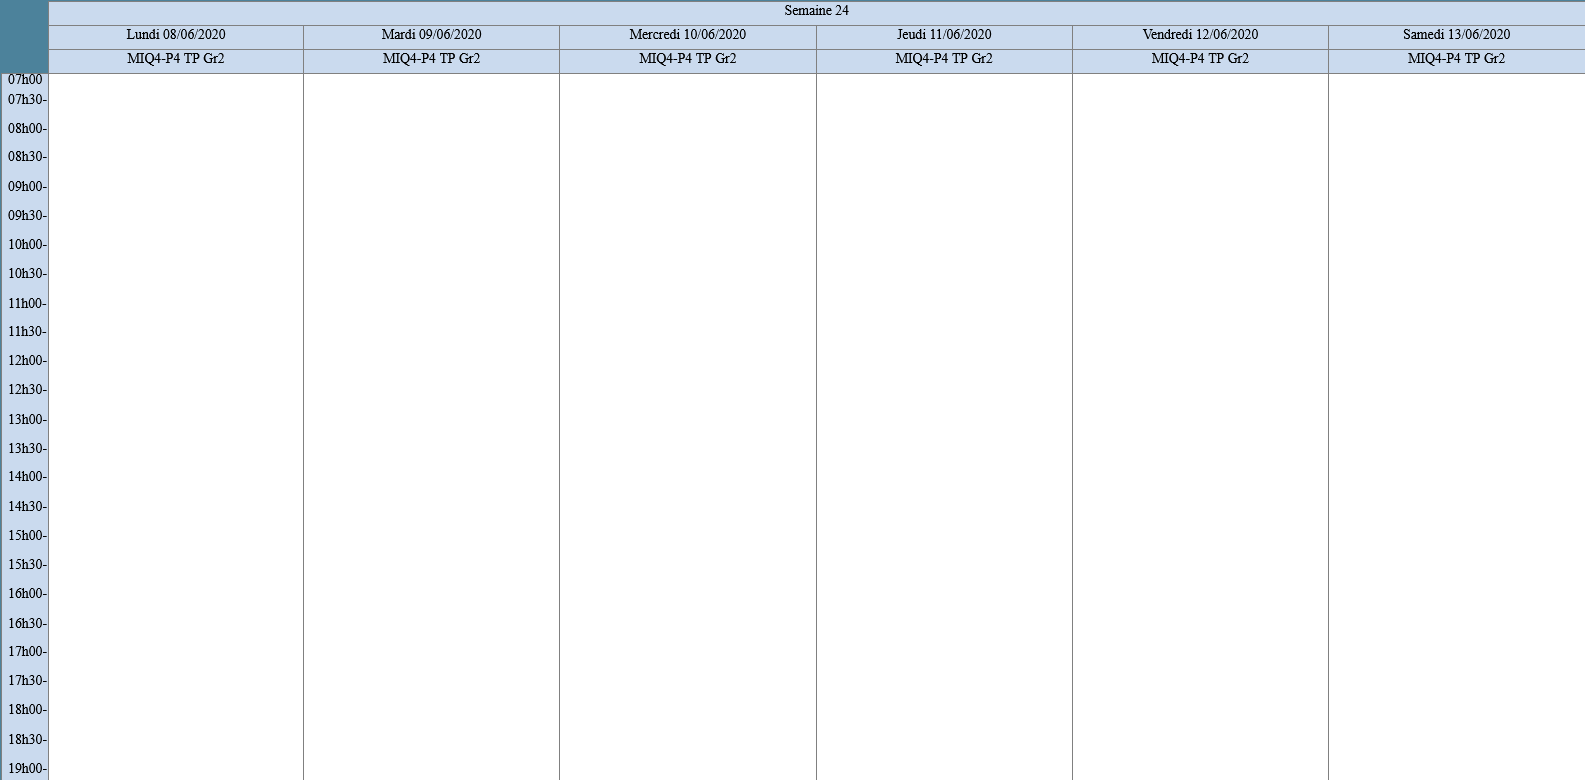 Semaine 24
Lundi 08/06/2020 Mardi 09/06/2020 Mercredi 10/06/2020 Jeudi 11/06/2020 Vendredi 12/06/2020 Samedi 13/06/2020
MIQ4-P4 TP Gr2 MIQ4-P4 TP Gr2 MIQ4-P4 TP Gr2 MIQ4-P4 TP Gr2 MIQ4-P4 TP Gr2 MIQ4-P4 TP Gr2
07h00
07h30-
08h00-
08h30-
09h00-
09h30-
10h00-
10h30-
11h00-
11h30-
12h00-
12h30-
13h00-
13h30-
14h00-
14h30-
15h00-
15h30-
16h00-
16h30-
17h00-
17h30-
18h00-
18h30-
19h00-